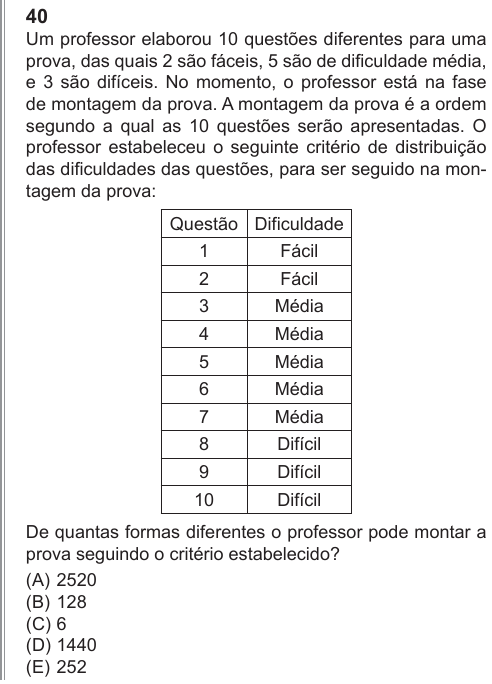 40
Um professor elaborou 10 questões diferentes para uma
prova, das quais 2 são fáceis, 5 são de dificuldade média,
e 3 são difíceis. No momento, o professor está na fase
de montagem da prova. A montagem da prova é a ordem
segundo a qual as 10 questões serão apresentadas. O
professor estabeleceu o seguinte critério de distribuição
das dificuldades das questões, para ser seguido na mon-
tagem da prova:
Questão Dificuldade
1 Fácil
2 Fácil
3 Média
4 Média
5 Média
6 Média
7 Média
8 Difícil
9 Difícil
10 Difícil
De quantas formas diferentes o professor pode montar a
prova seguindo o critério estabelecido?
(A) 2520
(B) 128
(C) 6
(D) 1440
(E) 252